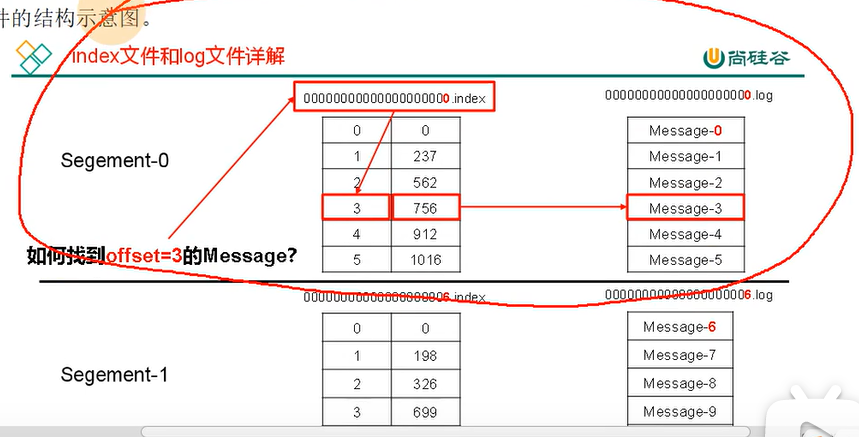 件的结构示意图。
index文件和log文件详解
尚硅谷
00000000000000000000.index
00000000000000000000.log
Segement-0
0 0
1 237
2 562
3 756
4 912
5 1016
Message-0
Message-1
Message-2
Message-3
Message-4
Message-5
如何找到offset=3的Message?
00000000000000000006.index
00000000000000000006.log
Segement-1
0 0
1 198
2 326
3 699
Message-6
Message-7
Message-8
Message-9